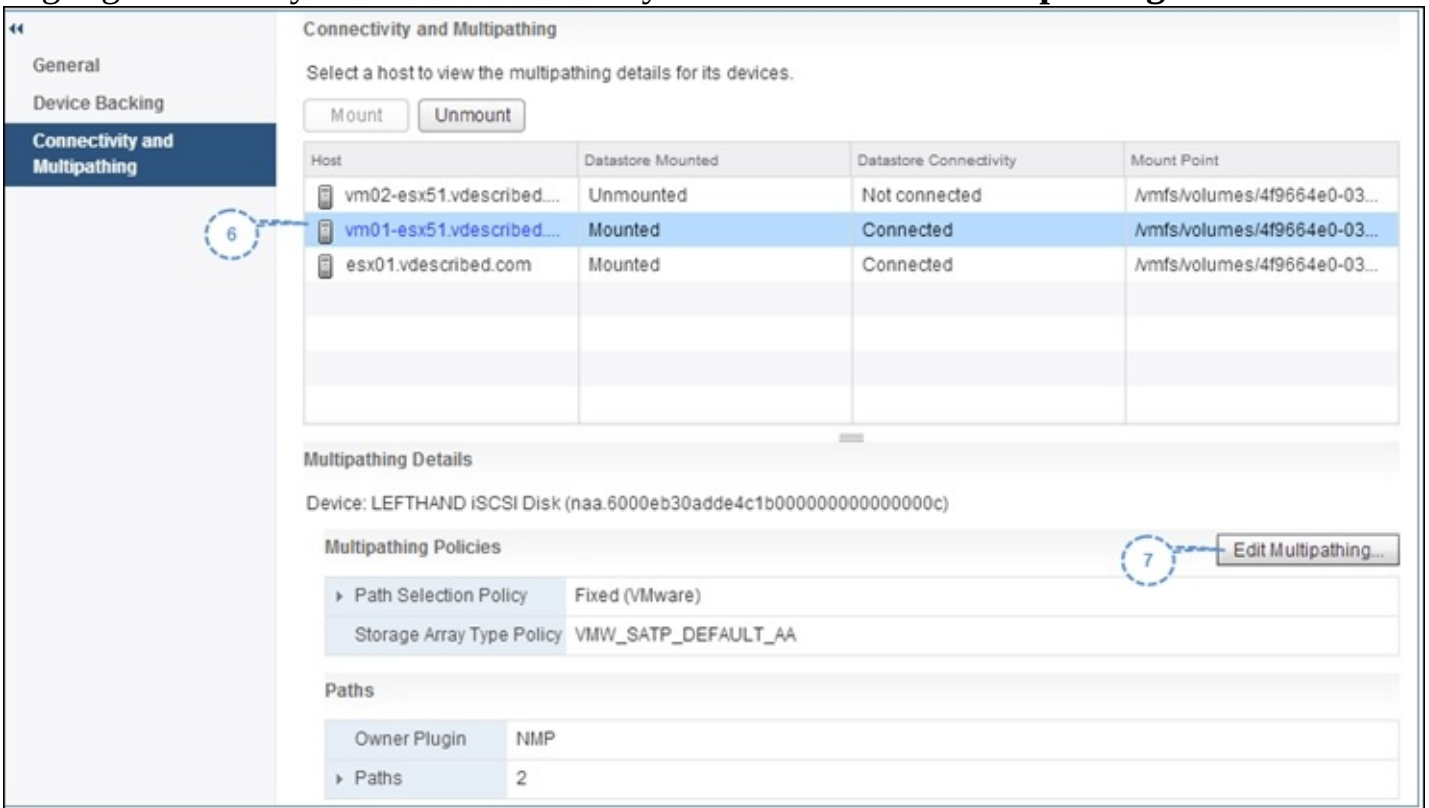 General
Device Backing
Connectivity and
Multipathing
Connectivity and Multipathing
Select a host to view the multipathing details for its devices.
Mount Unmount
Host Datastore Mounted Datastore Connectivity Mount Point
vm02-esx51.vdescribed.... Unmounted Not connected /vmfs/volumes/4f9664e0-03...
6
vm01-esx51.vdescribed.... Mounted Connected /vmfs/volumes/4f9664e0-03...
esx01.vdescribed.com Mounted Connected /vmfs/volumes/4f9664e0-03...
Multipathing Details
Device: LEFTHAND iSCSI Disk (naa.6000eb30adde4c1b000000000000000c)
Multipathing Policies
7
Edit Multipathing...
Path Selection Policy Fixed (VMware)
Storage Array Type Policy VMW_SATP_DEFAULT_AA
Paths
Owner Plugin NMP
Paths 2